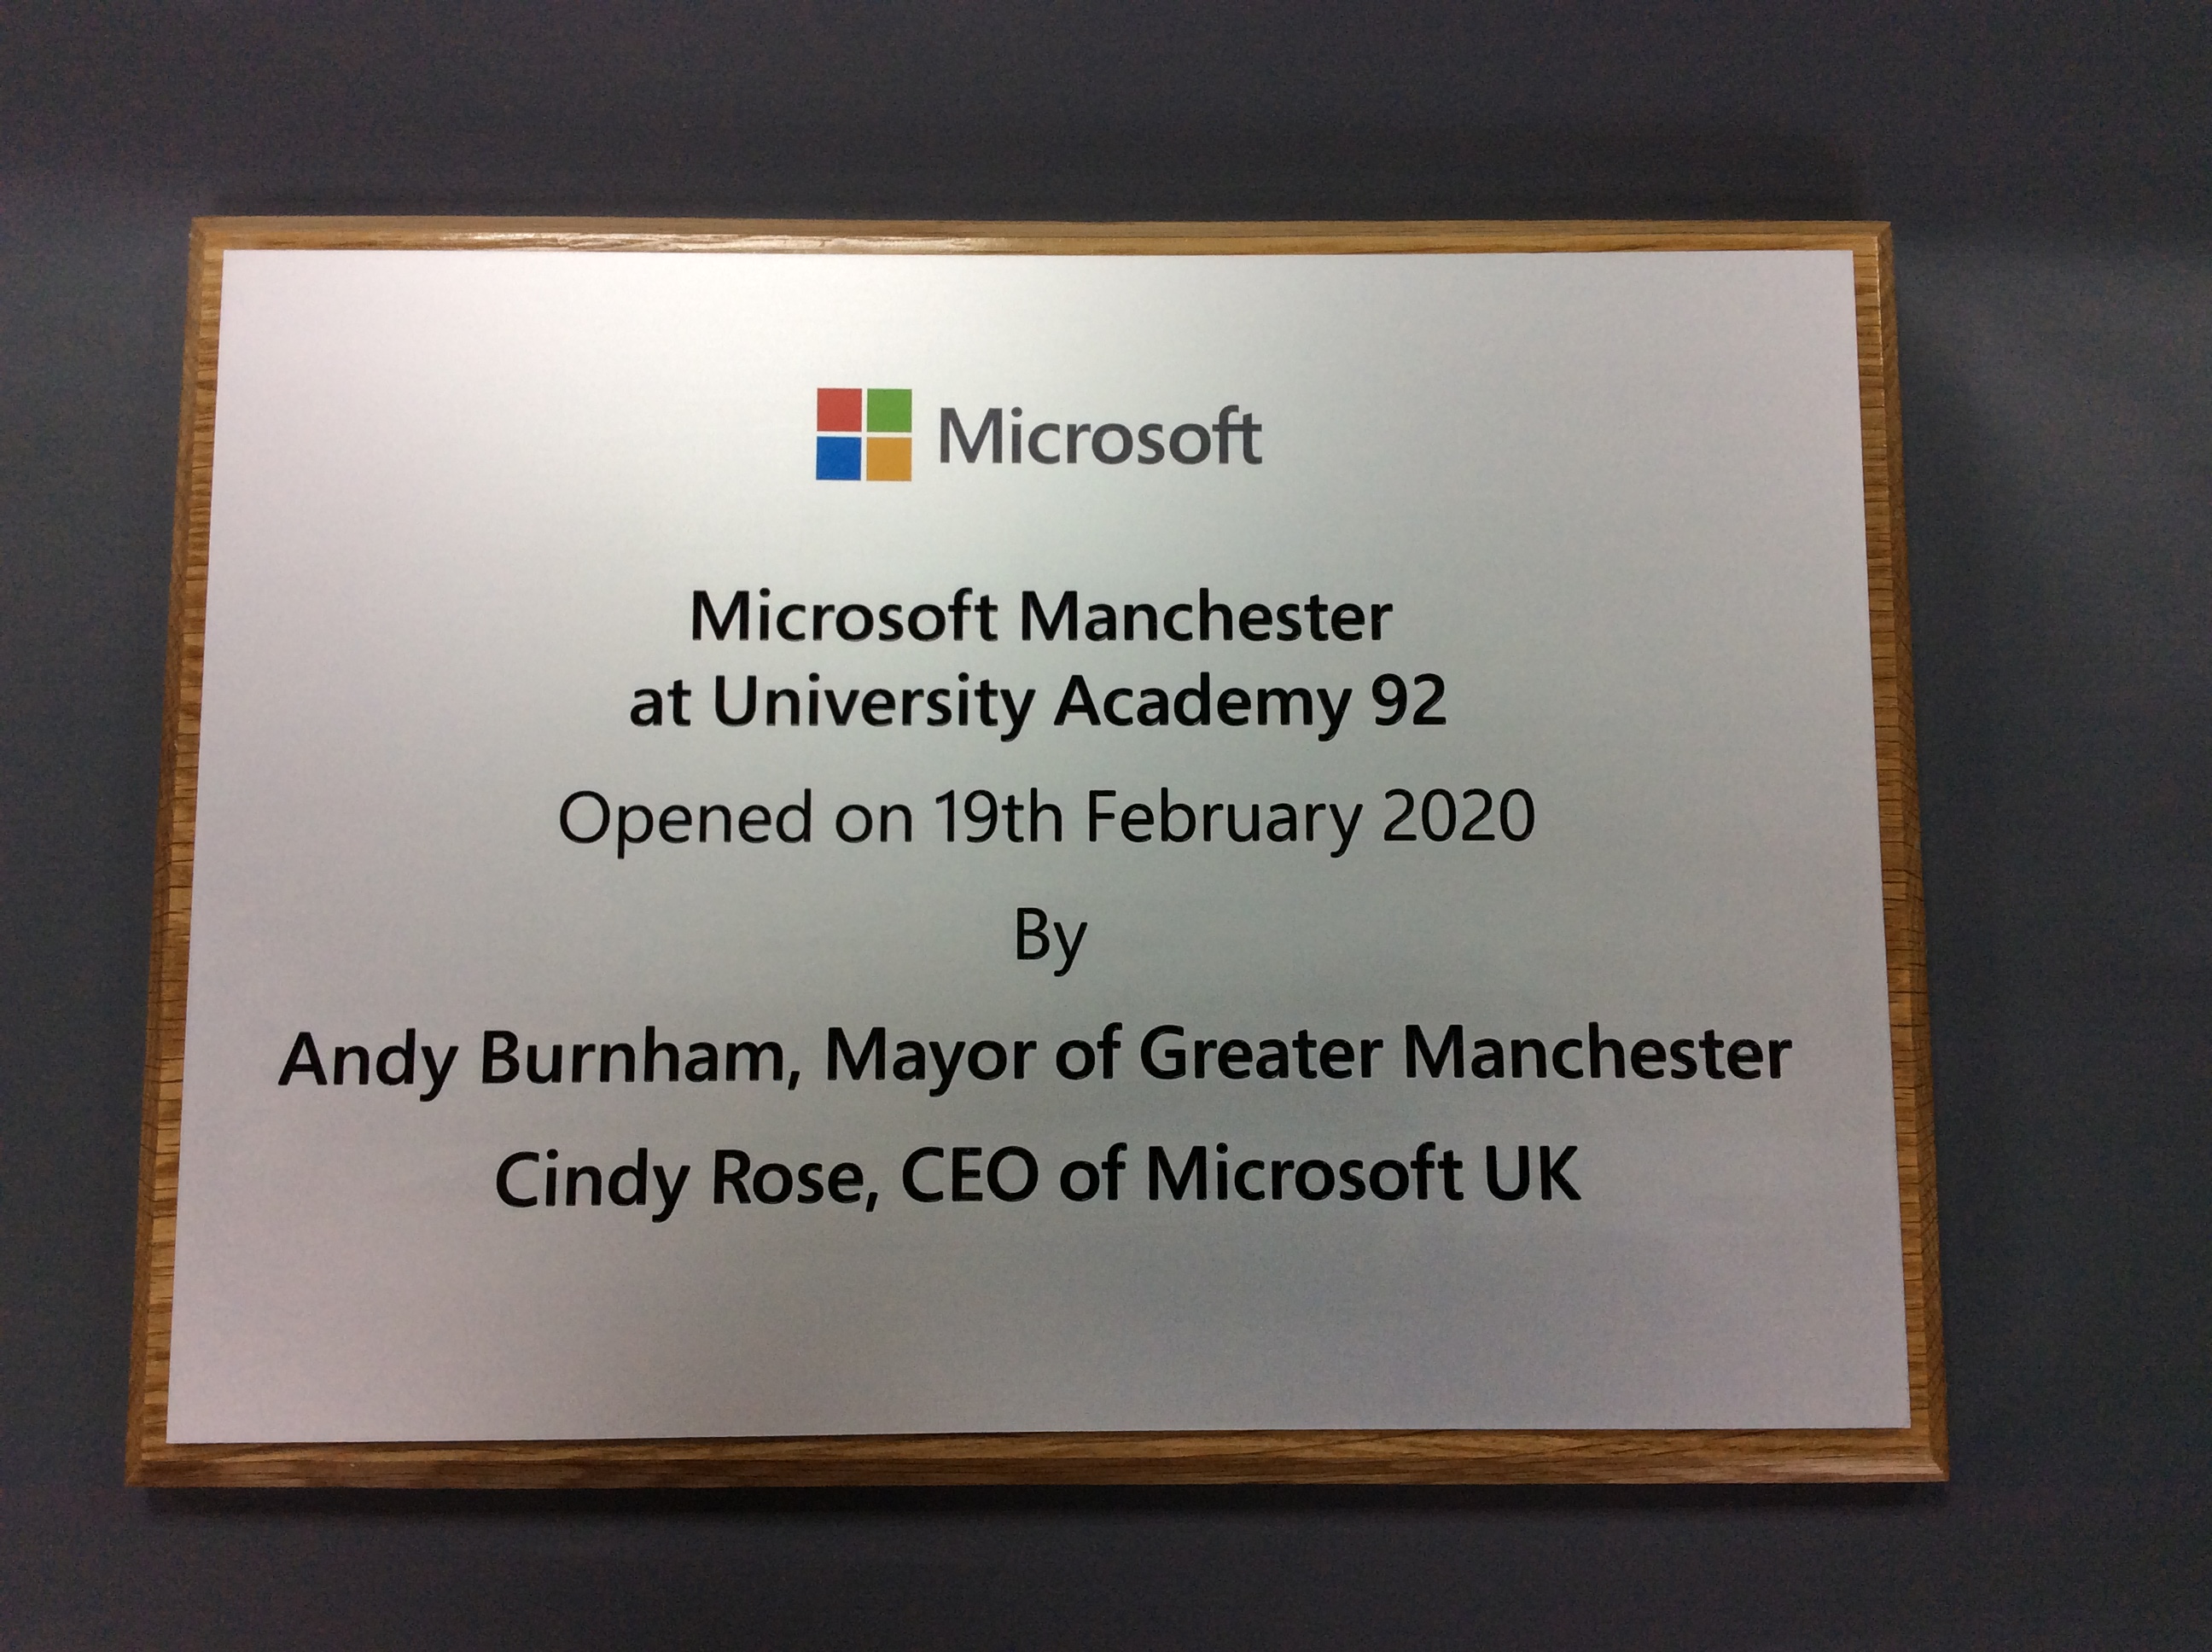 Microsoft
Microsoft Manchester
at University Academy 92
Opened on 19th February 2020
By
Andy Burnham, Mayor of Greater Manchester
Cindy Rose, CEO of Microsoft UK